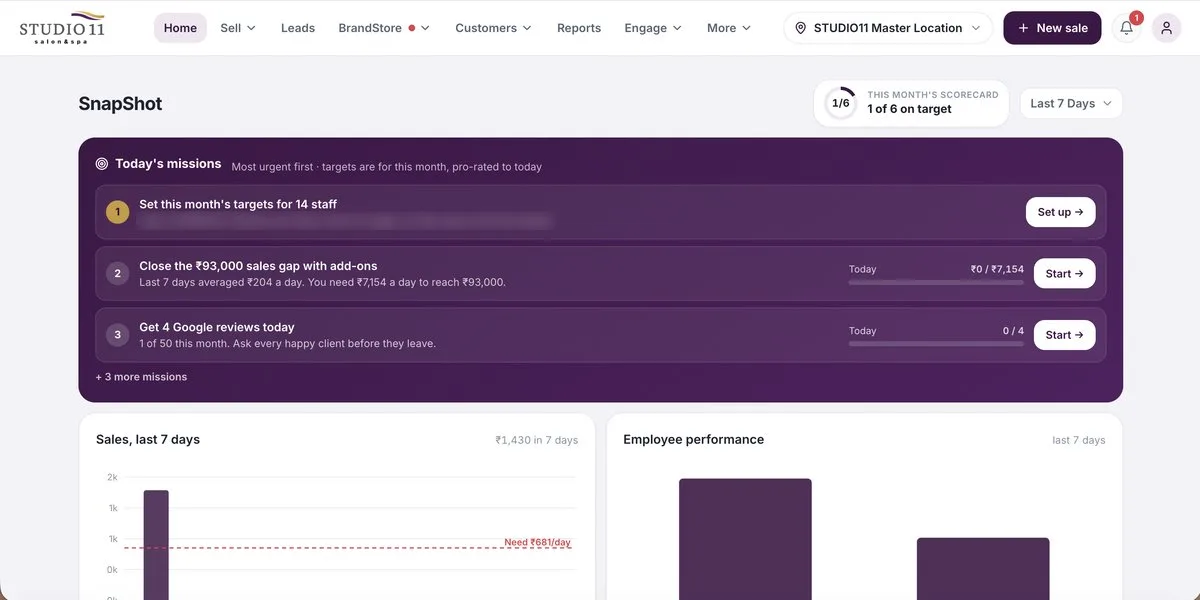 STUDIO11
salon&spa
Home
Sell
Leads
BrandStore
Customers
Reports
Engage
More
STUDIO11 Master Location
+ New sale
1
SnapShot
1/6
THIS MONTH'S SCORECARD
1 of 6 on target
Last 7 Days
Today's missions
Most urgent first · targets are for this month, pro-rated to today
1
Set this month's targets for 14 staff
Set up →
2
Close the ₹93,000 sales gap with add-ons
Last 7 days averaged ₹204 a day. You need ₹7,154 a day to reach ₹93,000.
Today
₹0 / ₹7,154
Start →
3
Get 4 Google reviews today
1 of 50 this month. Ask every happy client before they leave.
Today
0 / 4
Start →
+ 3 more missions
Sales, last 7 days
₹1,430 in 7 days
2k
1k
1k
Need ₹681/day
0k
Employee performance
last 7 days